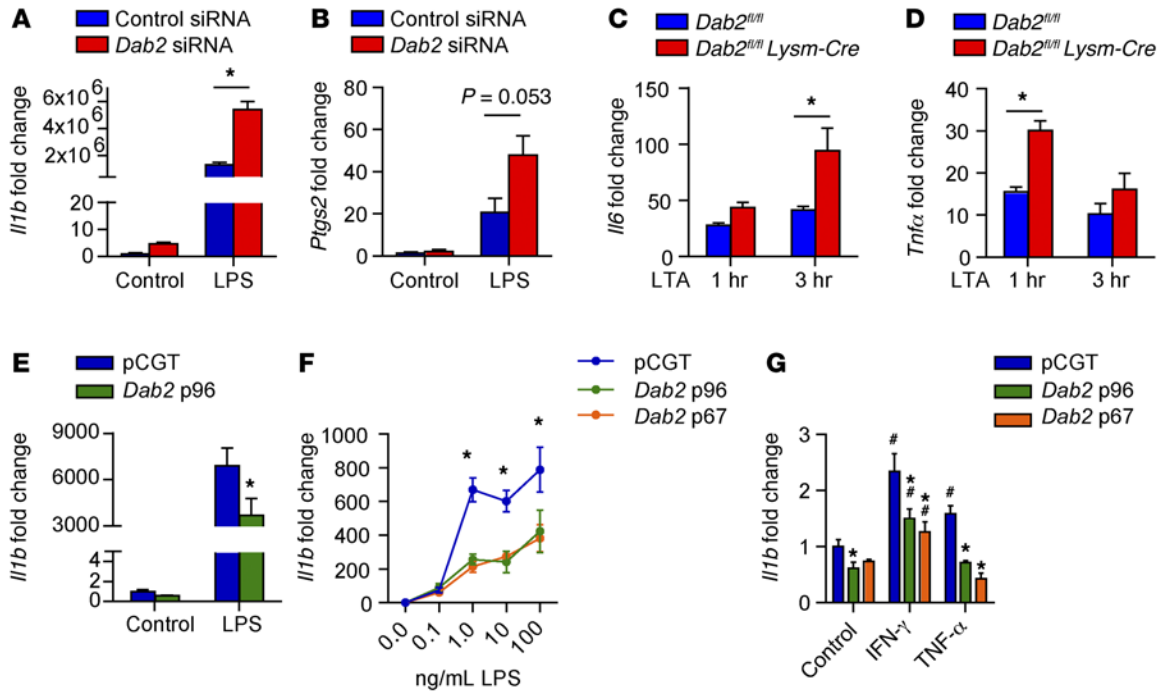 A
Control siRNA
Dab2 siRNA
Il1b fold change
6x10⁶
4x10⁶
2x10⁶
20
10
0
*
Control
LPS
B
Control siRNA
Dab2 siRNA
Ptgs2 fold change
80
60
40
20
0
P = 0.053
Control
LPS
C
Dab2fl/fl
Dab2fl/fl Lysm-Cre
Il6 fold change
150
100
50
0
*
LTA 1 hr 3 hr
D
Dab2fl/fl
Dab2fl/fl Lysm-Cre
Tnfα fold change
40
30
20
10
0
*
LTA 1 hr 3 hr
E
pCGT
Dab2 p96
Il1b fold change
9000
6000
3000
4
2
0
*
Control
LPS
F
pCGT
Dab2 p96
Dab2 p67
Il1b fold change
1000
800
600
400
200
0
* * *
0.0
0.1
1.0
10
100
ng/mL LPS
G
pCGT
Dab2 p96
Dab2 p67
Il1b fold change
3
2
1
0
*
#
*
#
*
#
#
*
*
Control
IFN-γ
TNF-α